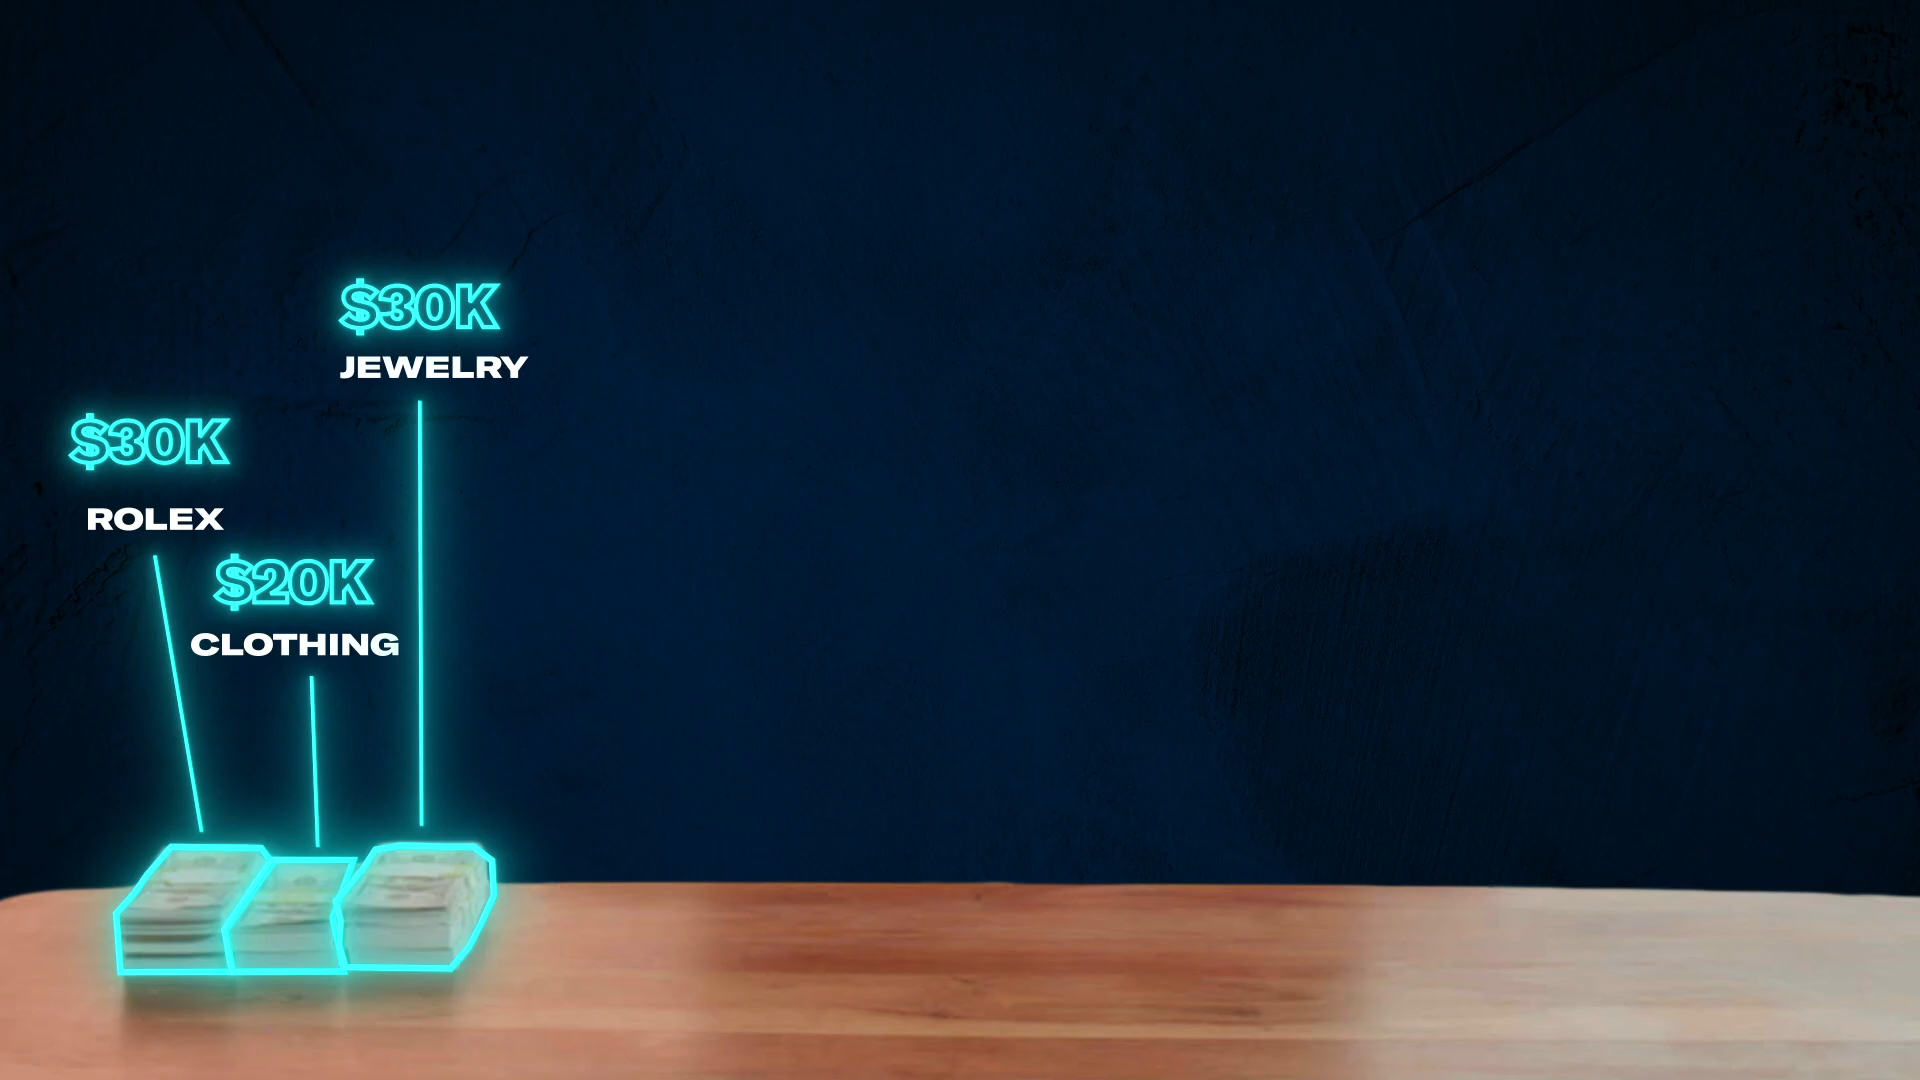 $30K
JEWELRY
$30K
ROLEX
$20K
CLOTHING